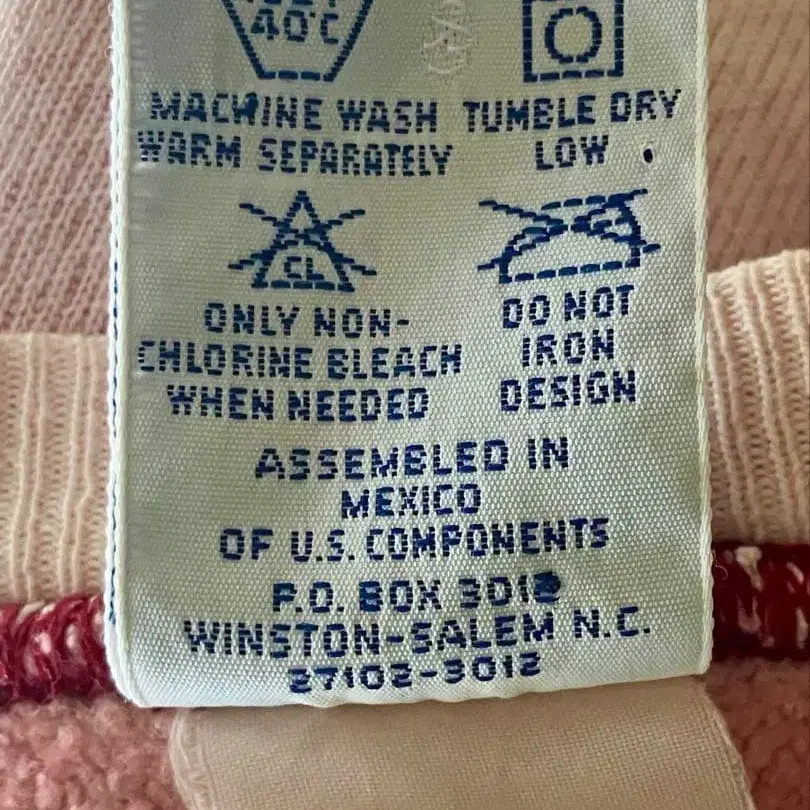 40°C
MACHINE WASH
WARM SEPARATELY
TUMBLE DRY
LOW
CL
ONLY NON-
CHLORINE BLEACH
WHEN NEEDED
DO NOT
IRON
DESIGN
ASSEMBLED IN
MEXICO
OF U.S. COMPONENTS
P.O. BOX 3012
WINSTON-SALEM N.C.
27102-3012